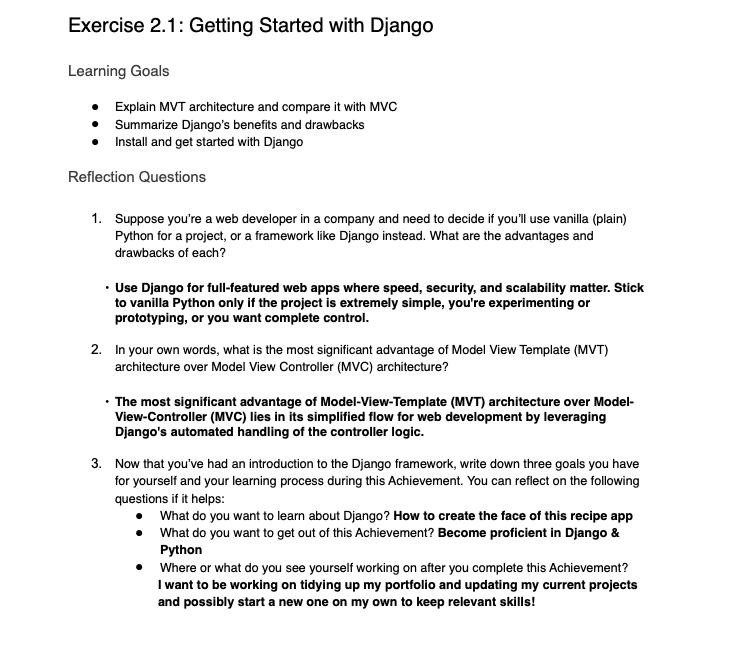 Exercise 2.1: Getting Started with Django
Learning Goals
● Explain MVT architecture and compare it with MVC
● Summarize Django's benefits and drawbacks
● Install and get started with Django
Reflection Questions
1. Suppose you're a web developer in a company and need to decide if you'll use vanilla (plain)
Python for a project, or a framework like Django instead. What are the advantages and
drawbacks of each?
• Use Django for full-featured web apps where speed, security, and scalability matter. Stick
to vanilla Python only if the project is extremely simple, you're experimenting or
prototyping, or you want complete control.
2. In your own words, what is the most significant advantage of Model View Template (MVT)
architecture over Model View Controller (MVC) architecture?
• The most significant advantage of Model-View-Template (MVT) architecture over Model-
View-Controller (MVC) lies in its simplified flow for web development by leveraging
Django's automated handling of the controller logic.
3. Now that you've had an introduction to the Django framework, write down three goals you have
for yourself and your learning process during this Achievement. You can reflect on the following
questions if it helps:
● What do you want to learn about Django? How to create the face of this recipe app
● What do you want to get out of this Achievement? Become proficient in Django &
Python
● Where or what do you see yourself working on after you complete this Achievement?
I want to be working on tidying up my portfolio and updating my current projects
and possibly start a new one on my own to keep relevant skills!